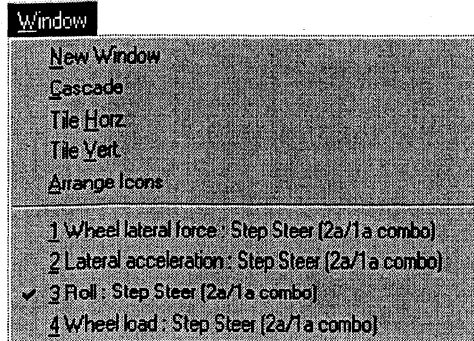 Window
New Window
Cascade
Tile Horz.
Tile Vert.
Arrange Icons
1 Wheel lateral force : Step Steer (2a/1a combo)
2 Lateral acceleration : Step Steer (2a/1a combo)
✓ 3 Roll : Step Steer (2a/1a combo)
4 Wheel load : Step Steer (2a/1a combo)